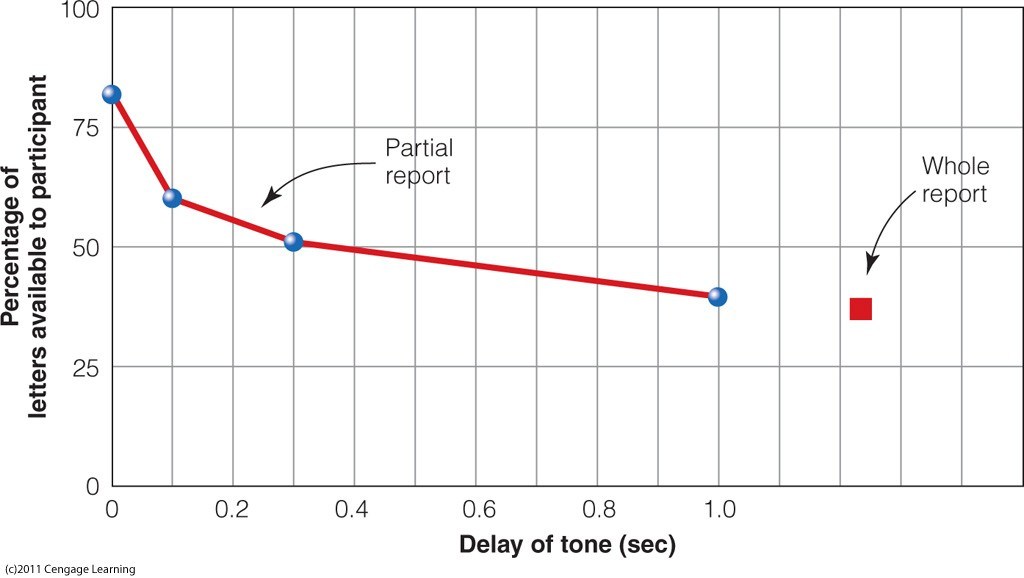 100
75
50
25
0
Percentage of
letters available to participant
Partial
report
Whole
report
0 0.2 0.4 0.6 0.8 1.0
Delay of tone (sec)
(c)2011 Cengage Learning